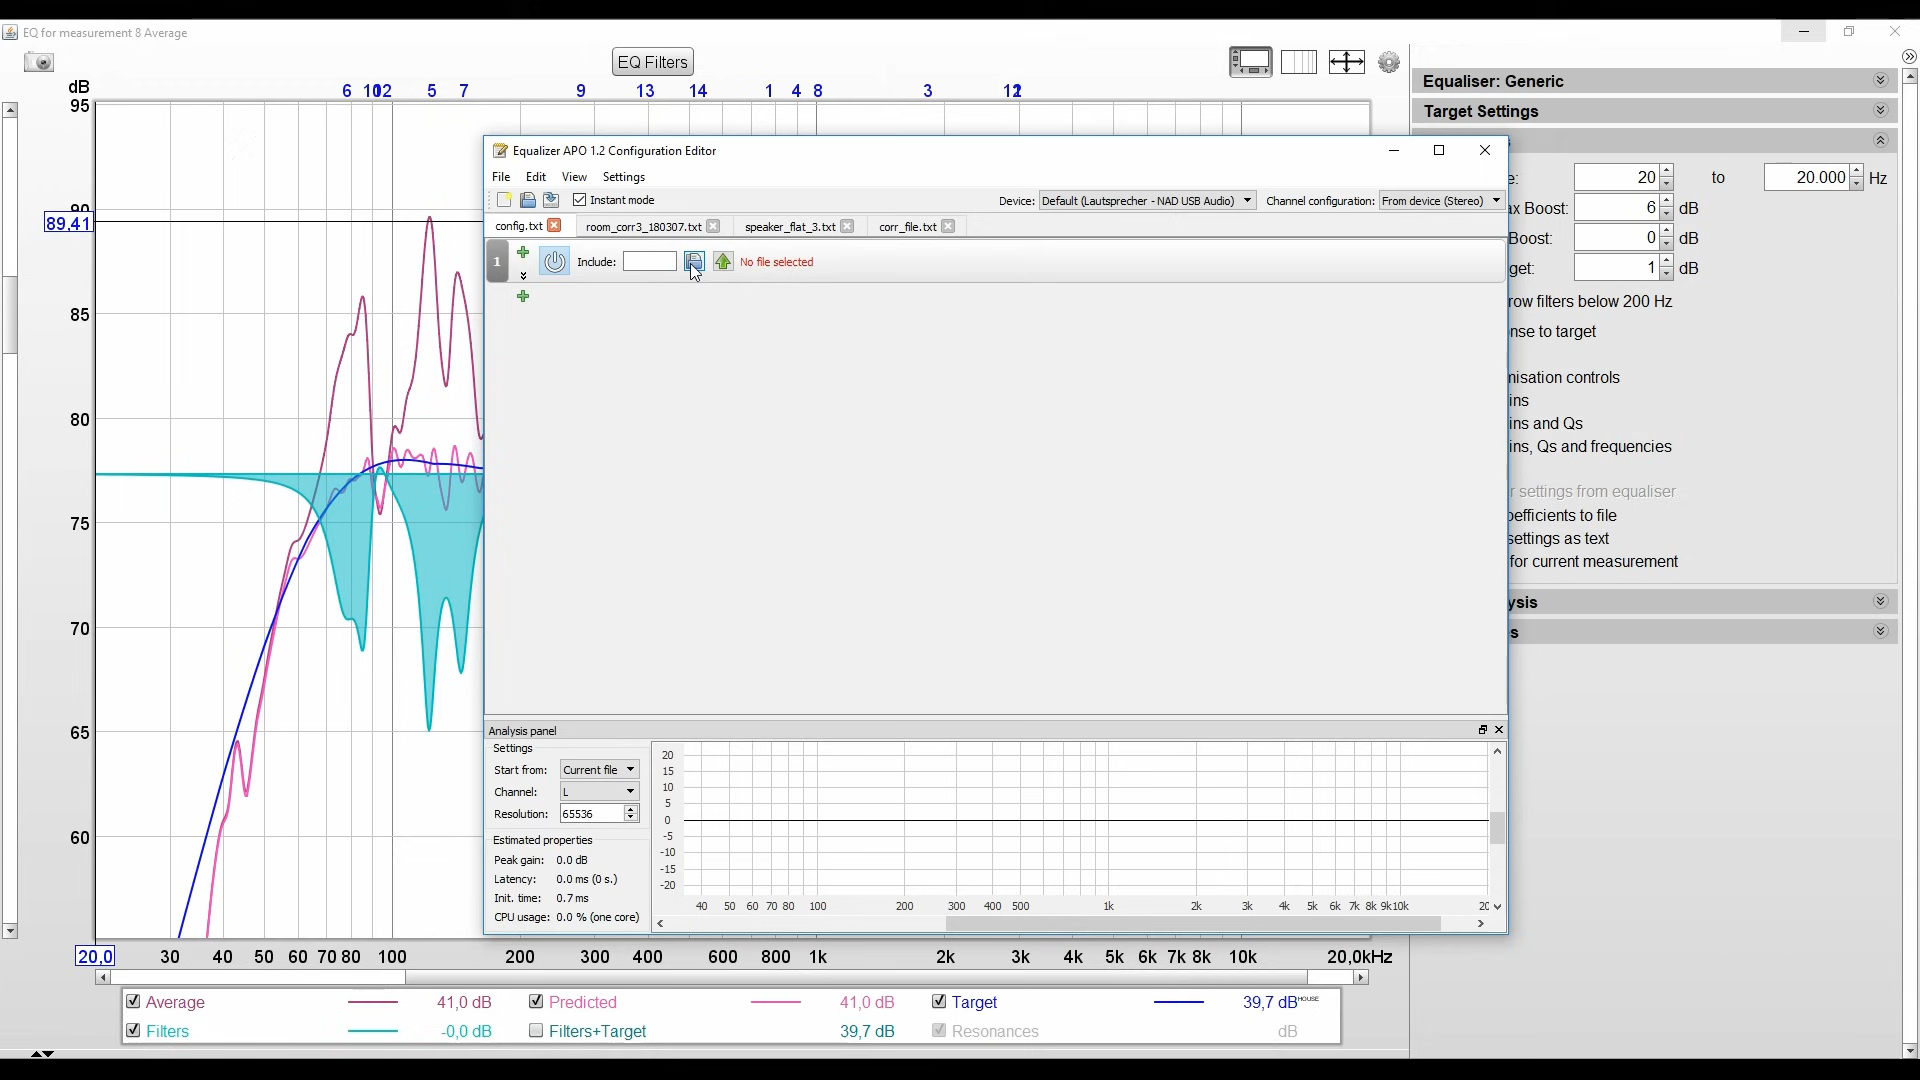 EQ for measurement 8 Average
EQ Filters
dB
6 10 12 5 7 9 13 14 1 4 8 3 11 2
95
90
89,41
85
80
75
70
65
60
20,0 30 40 50 60 70 80 100 200 300 400 600 800 1k 2k 3k 4k 5k 6k 7k 8k 10k 20,0kHz
Average 41,0 dB Predicted 41,0 dB Target 39,7 dB HOUSE
Filters -0,0 dB Filters+Target 39,7 dB Resonances dB
Equalizer APO 1.2 Configuration Editor
File Edit View Settings
Instant mode Device: Default (Lautsprecher - NAD USB Audio) Channel configuration: From device (Stereo)
config.txt room_corr3_180307.txt speaker_flat_3.txt corr_file.txt
1 Include: No file selected
Analysis panel
Settings
Start from: Current file
Channel: L
Resolution: 65536
Estimated properties
Peak gain: 0.0 dB
Latency: 0.0 ms (0 s.)
Init. time: 0.7 ms
CPU usage: 0.0 % (one core)
20
15
10
5
0
-5
-10
-15
-20
40 50 60 70 80 100 200 300 400 500 1k 2k 3k 4k 5k 6k 7k 8k 9k10k 20
Equaliser: Generic
Target Settings
20 to 20.000 Hz
Boost: 6 dB
Boost: 0 dB
1 dB
filters below 200 Hz
to target
controls
and Qs
Qs and frequencies
settings from equaliser
to file
settings as text
for current measurement